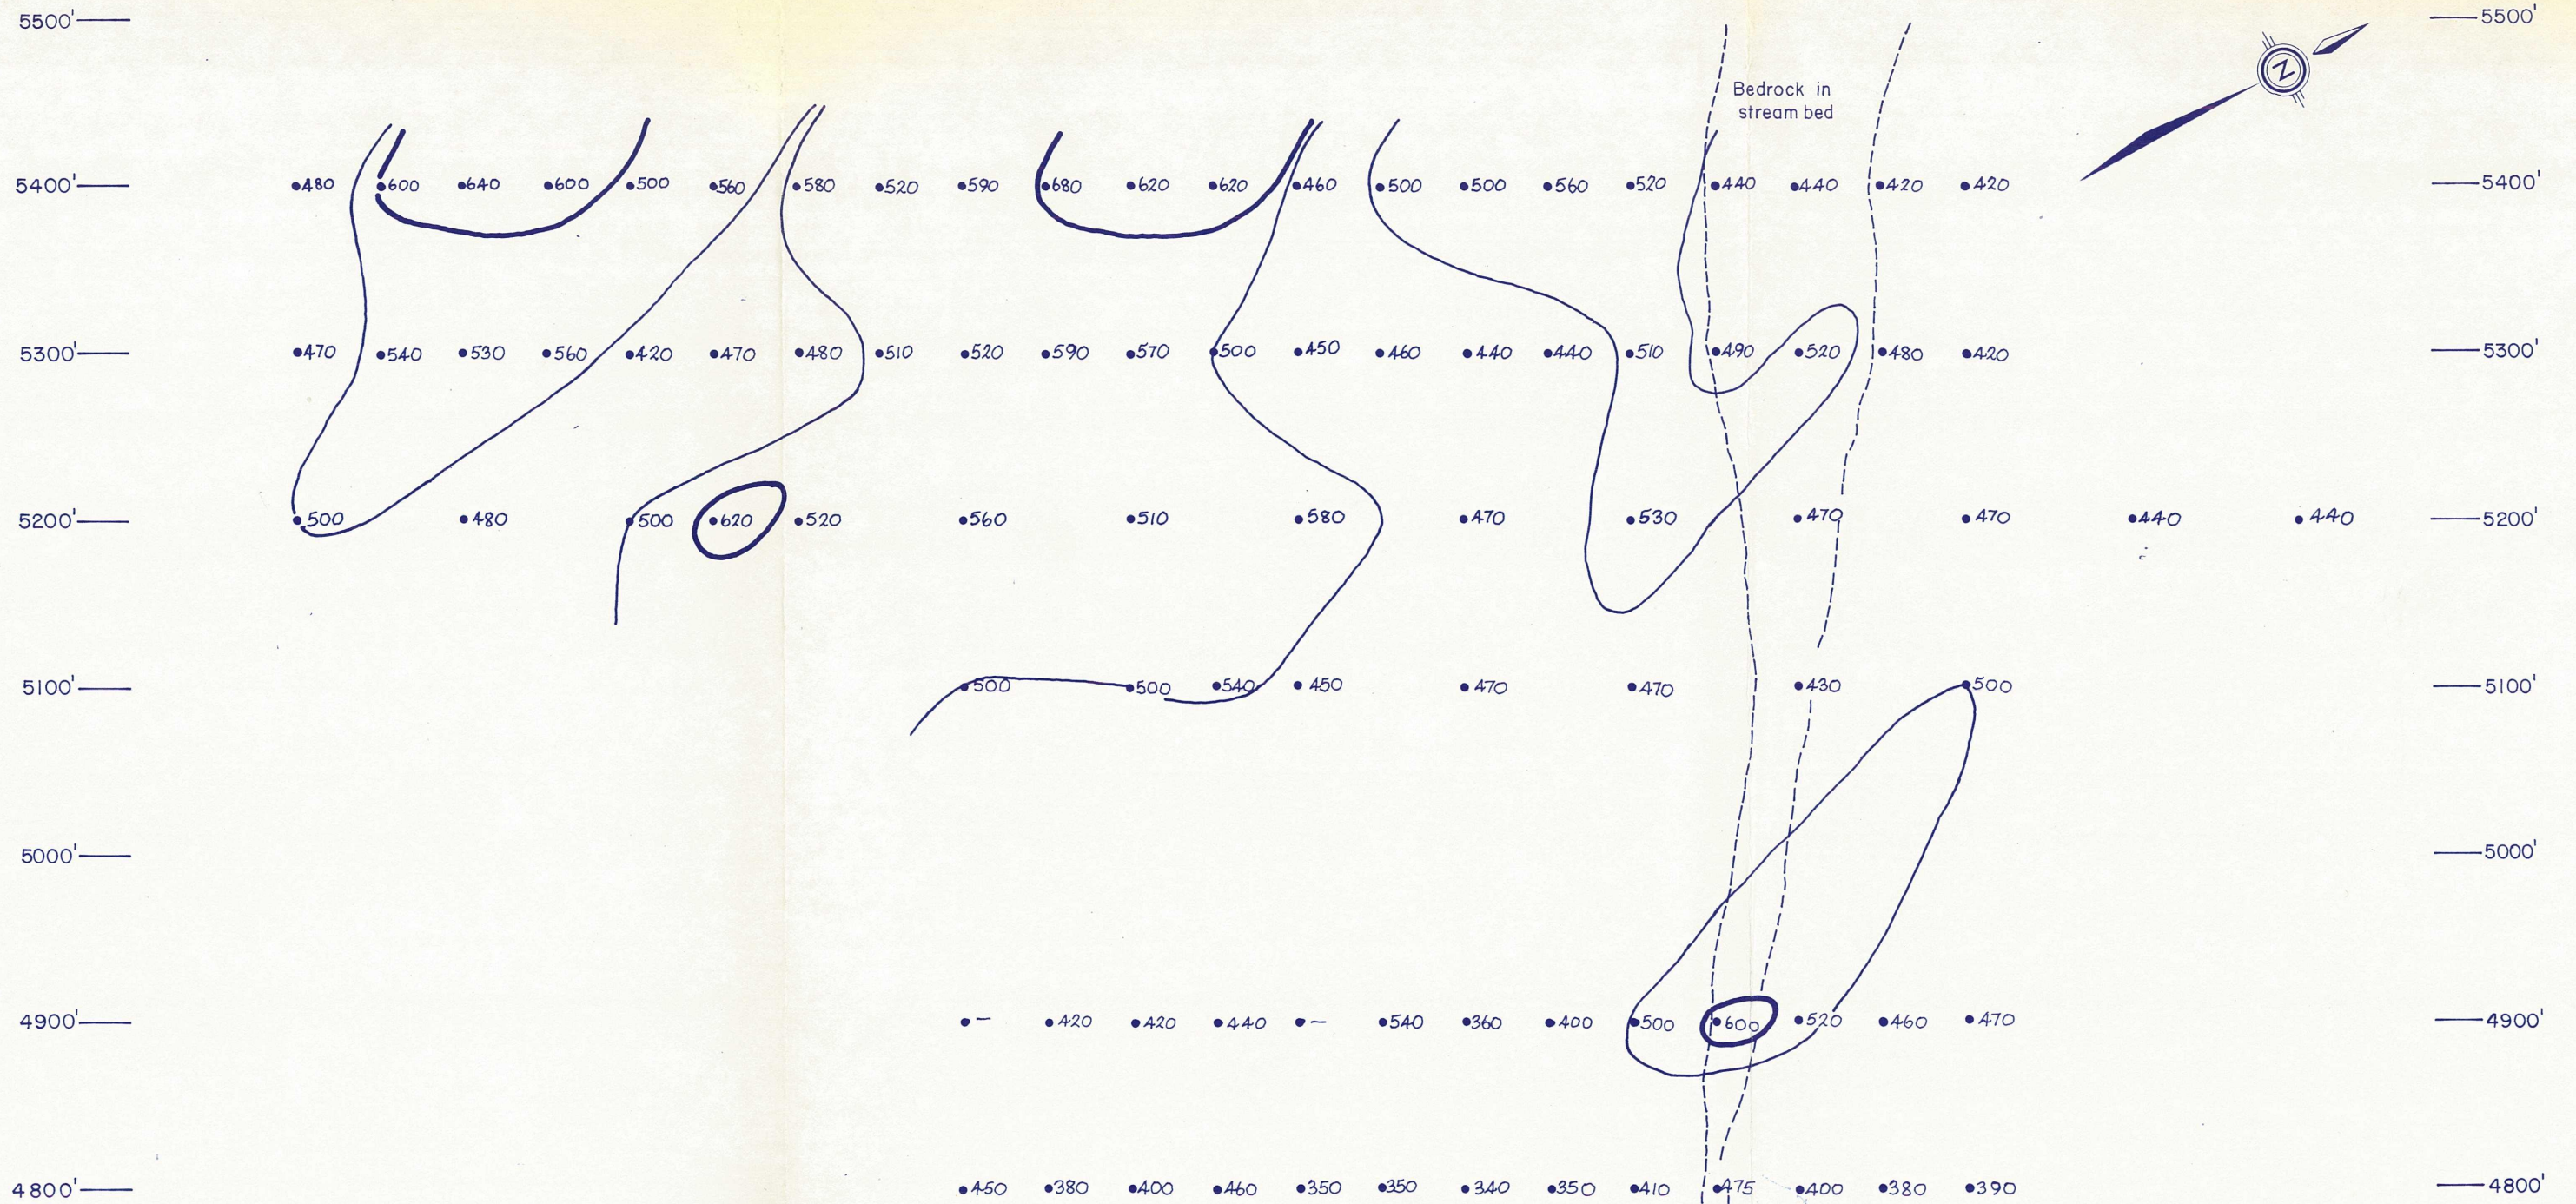 5500' 5500'
N
Bedrock in
stream bed
5400' 480 600 640 600 500 560 580 520 590 680 620 620 460 500 500 560 520 440 440 420 420 5400'
5300' 470 540 530 560 420 470 480 510 520 590 570 500 450 460 440 440 510 490 520 480 420 5300'
5200' 500 480 500 620 520 560 510 580 470 530 470 470 440 440 5200'
5100' 500 500 540 450 470 470 430 500 5100'
5000' 5000'
4900' — 420 420 440 — 540 360 400 500 600 520 460 470 4900'
4800' 450 380 400 460 350 350 340 350 410 475 400 380 390 4800'